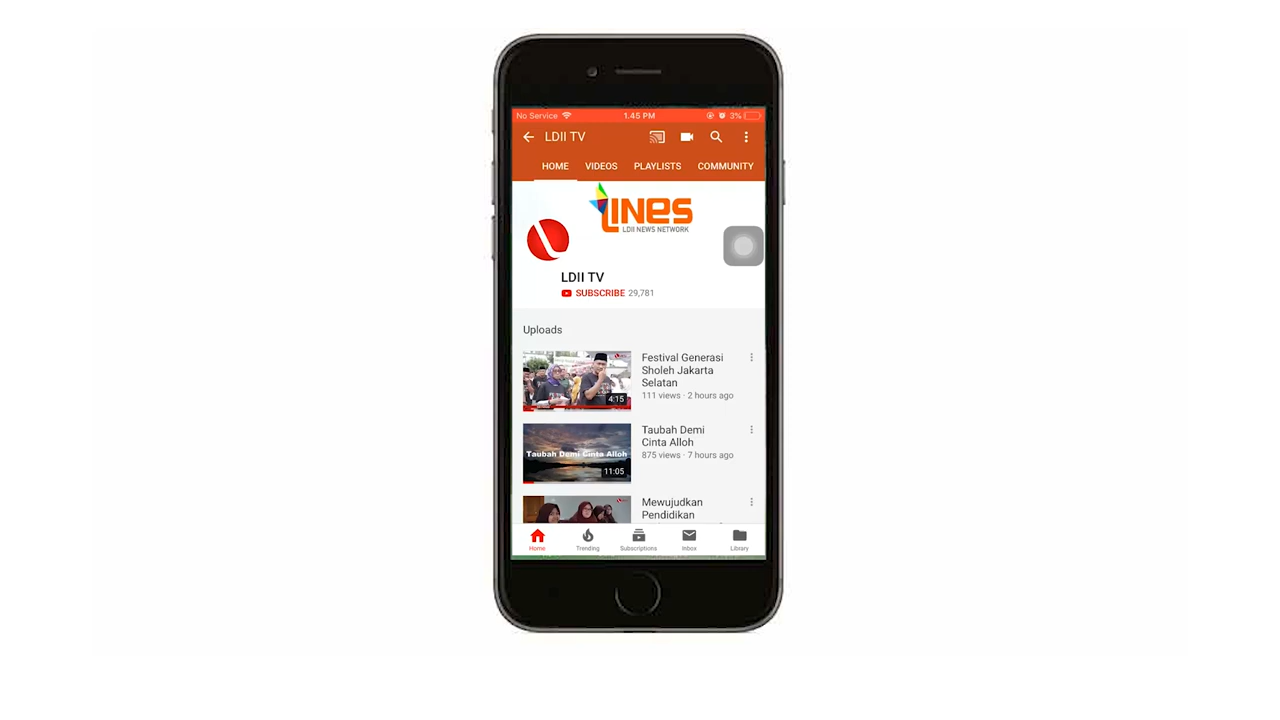 No Service 1.45 PM 3%
LDII TV
HOME VIDEOS PLAYLISTS COMMUNITY
LINES
LDII NEWS NETWORK
LDII TV
SUBSCRIBE 29,781
Uploads
Festival Generasi
Sholeh Jakarta
Selatan
111 views · 2 hours ago
4:15
Taubah Demi
Cinta Alloh
875 views · 7 hours ago
Taubah Demi Cinta Alloh
11:05
Mewujudkan
Pendidikan
Home Trending Subscriptions Inbox Library